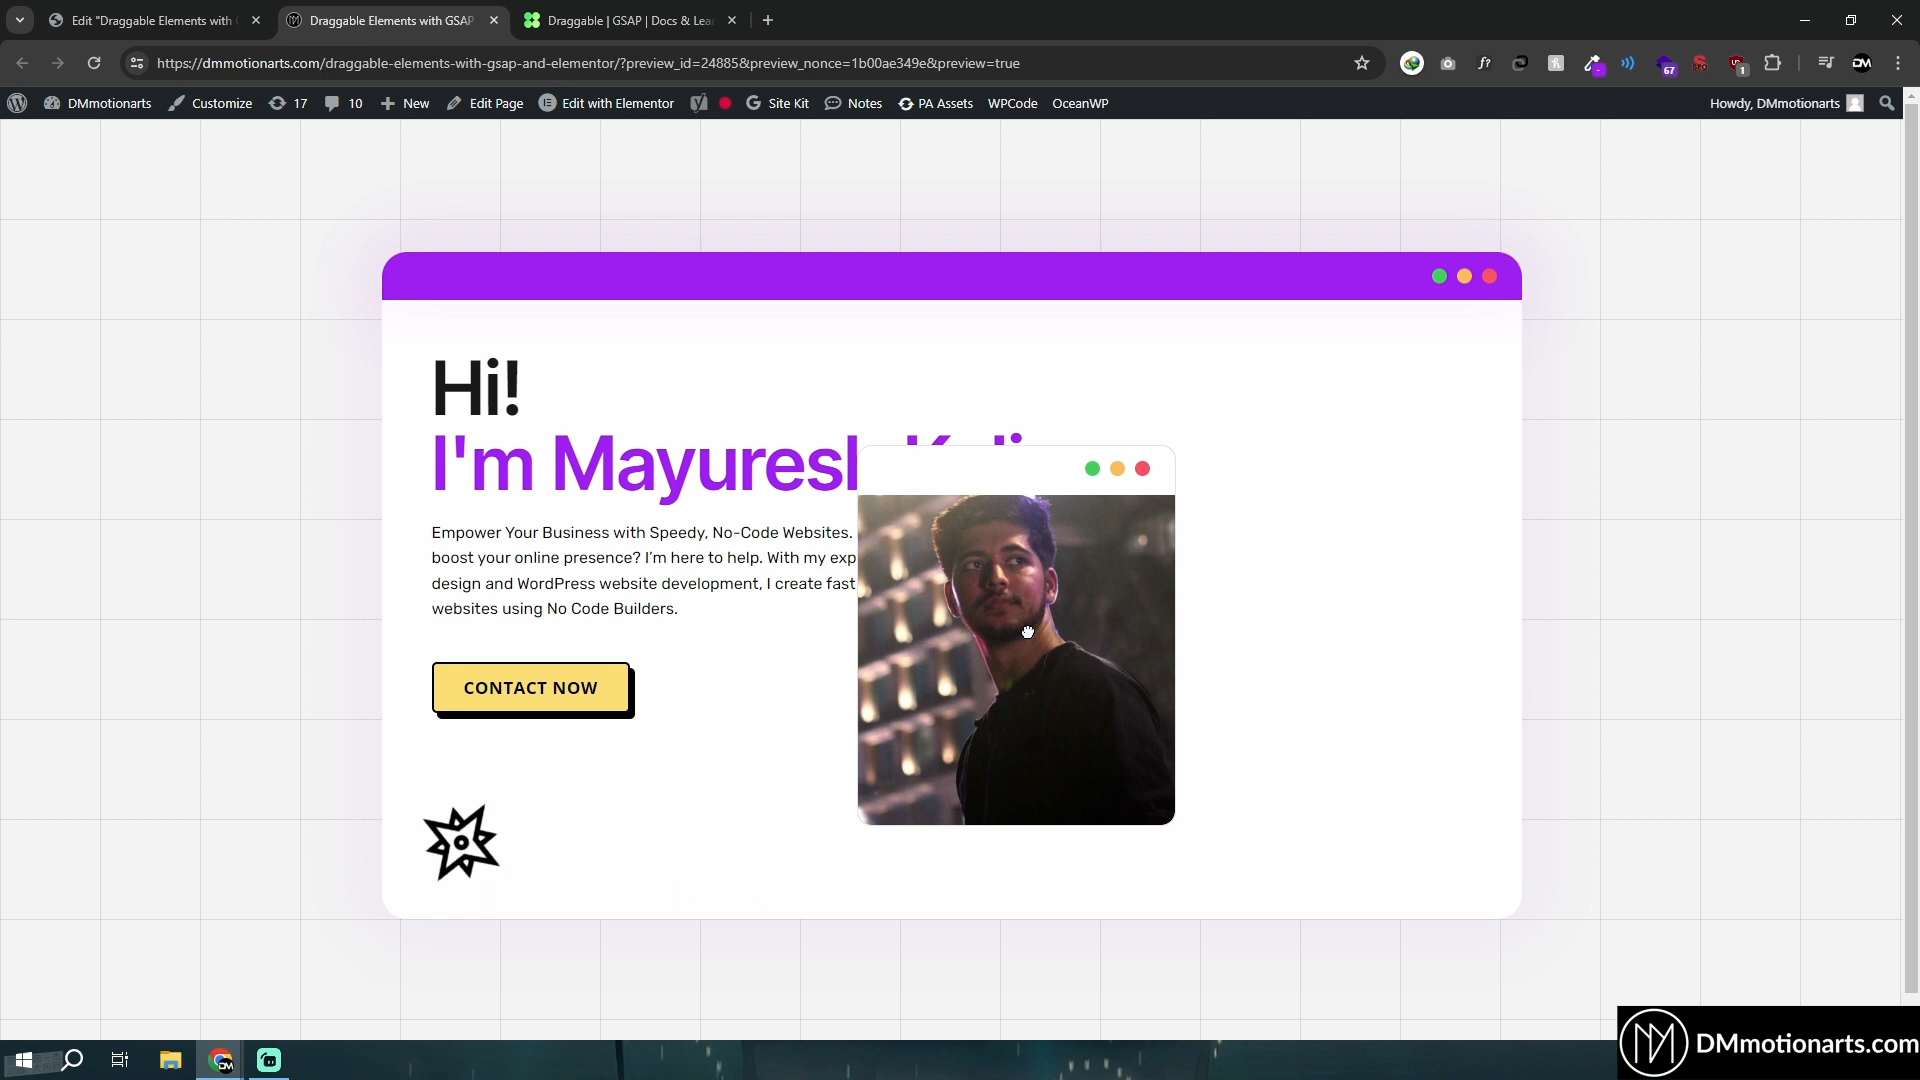 Edit "Draggable Elements with
Draggable Elements with GSAP
Draggable | GSAP | Docs & Lea
https://dmmotionarts.com/draggable-elements-with-gsap-and-elementor/?preview_id=24885&preview_nonce=1b00ae349e&preview=true
67
1
DM
DMmotionarts
Customize
17
10
New
Edit Page
Edit with Elementor
Site Kit
Notes
PA Assets
WPCode
OceanWP
Howdy, DMmotionarts
Hi!
I'm Mayuresh K
Empower Your Business with Speedy, No-Code Websites.
boost your online presence? I'm here to help. With my exp
design and WordPress website development, I create fast
websites using No Code Builders.
CONTACT NOW
DMmotionarts.com